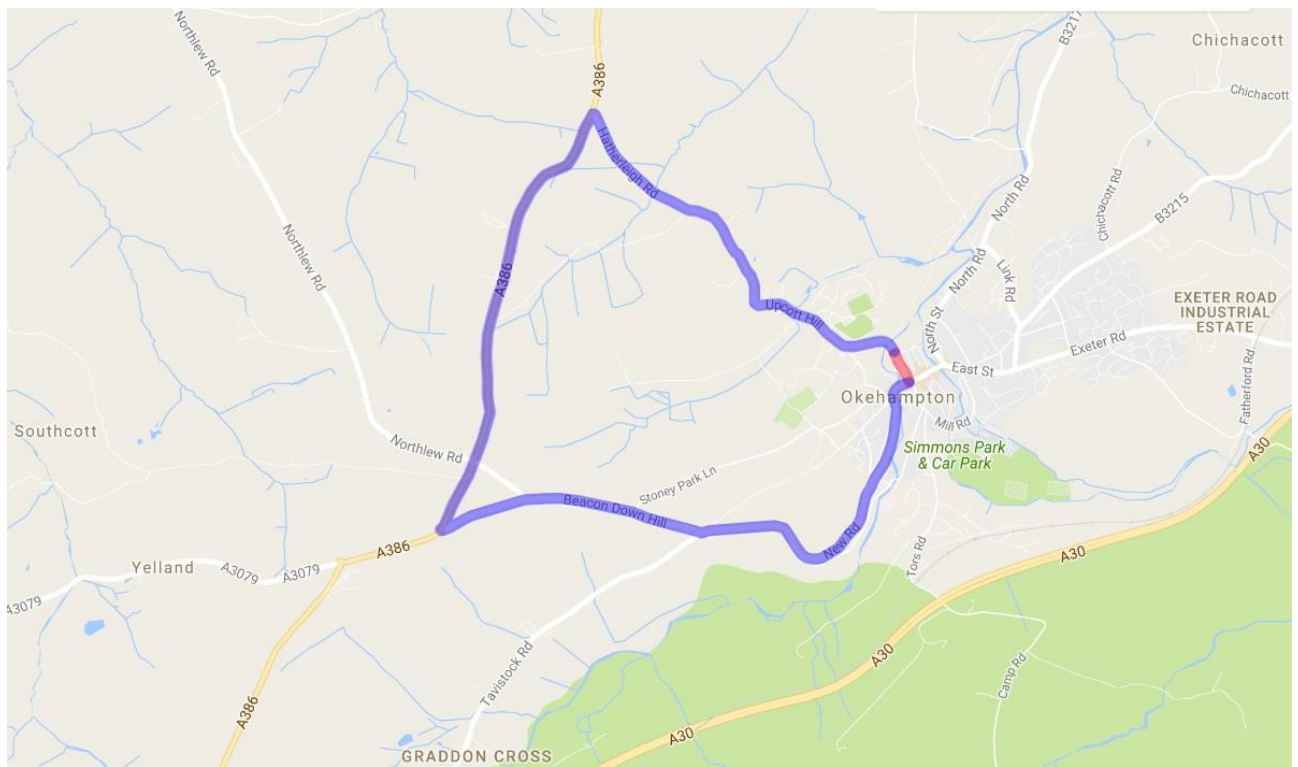 Northlew Rd
A386
B3217
Chichacott
Chichacott
Hatherleigh Rd
North Rd
Chichacott Rd
B3215
Northlew Rd
A386
North Rd
Link Rd
Upcott Hill
North St
EXETER ROAD
INDUSTRIAL
ESTATE
Exeter Rd
East St
Okehampton
Fatherford Rd
Mill Rd
Southcott
Northlew Rd
Simmons Park
& Car Park
A30
Stoney Park Ln
Beacon Down Hill
New Rd
A386
Tors Rd
A30
Yelland
A3079
A3079
A3079
A30
Tavistock Rd
Camp Rd
A386
A30
GRADDON CROSS